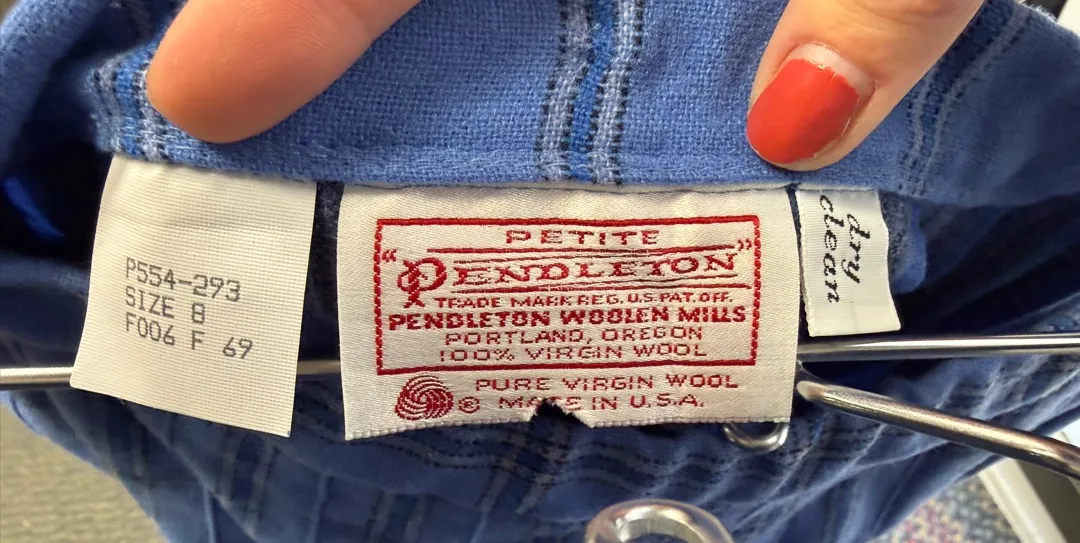 P554-293
SIZE 8
F006 F 69
PETITE
"PENDLETON"
TRADE MARK REG. U.S. PAT. OFF.
PENDLETON WOOLEN MILLS
PORTLAND, OREGON
100% VIRGIN WOOL
PURE VIRGIN WOOL
© MADE IN U.S.A.
dry
clean